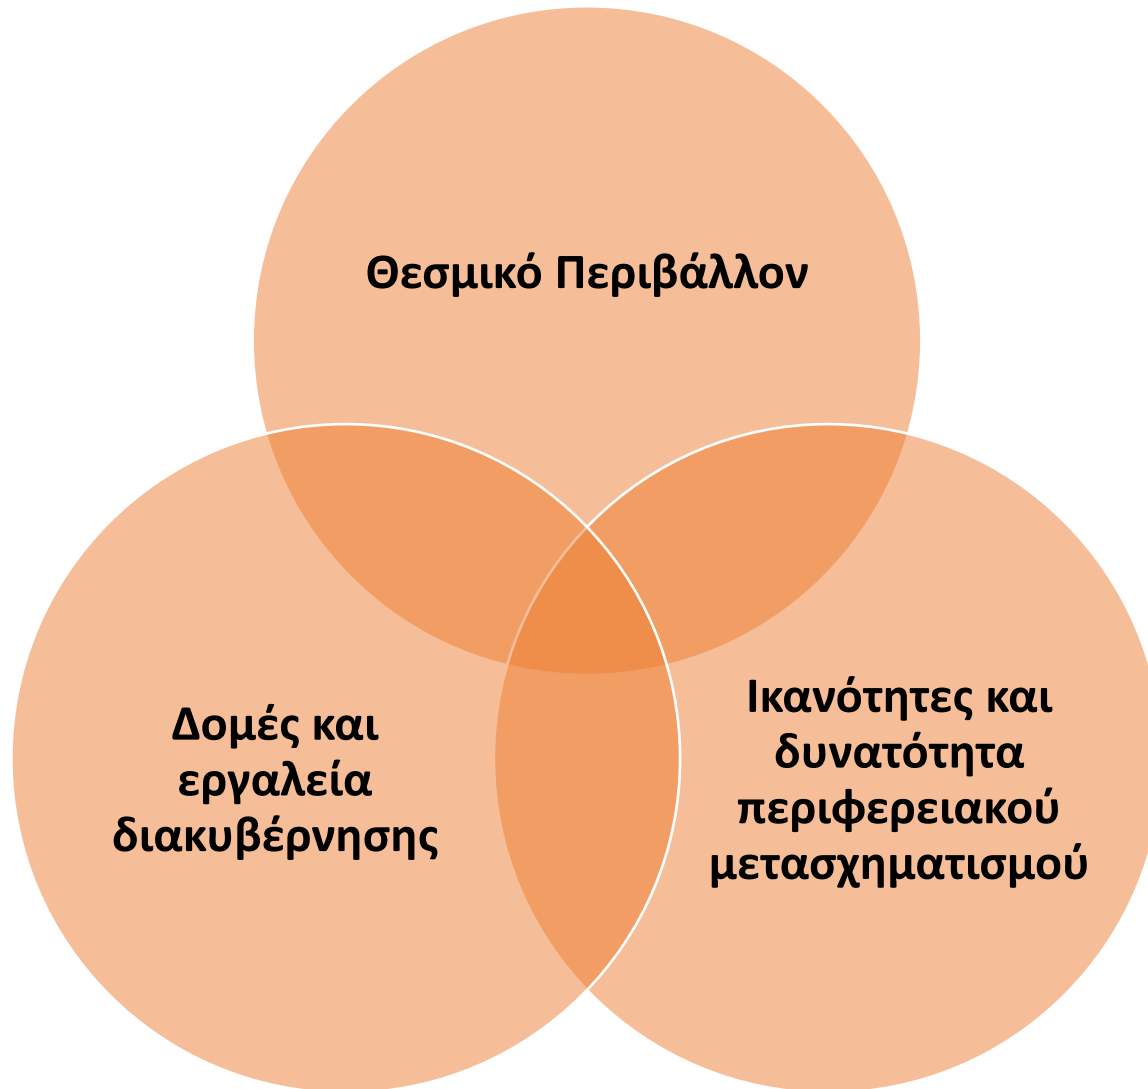 Θεσμικό Περιβάλλον
Δομές και
εργαλεία
διακυβέρνησης
Ικανότητες και
δυνατότητα
περιφερειακού
μετασχηματισμού